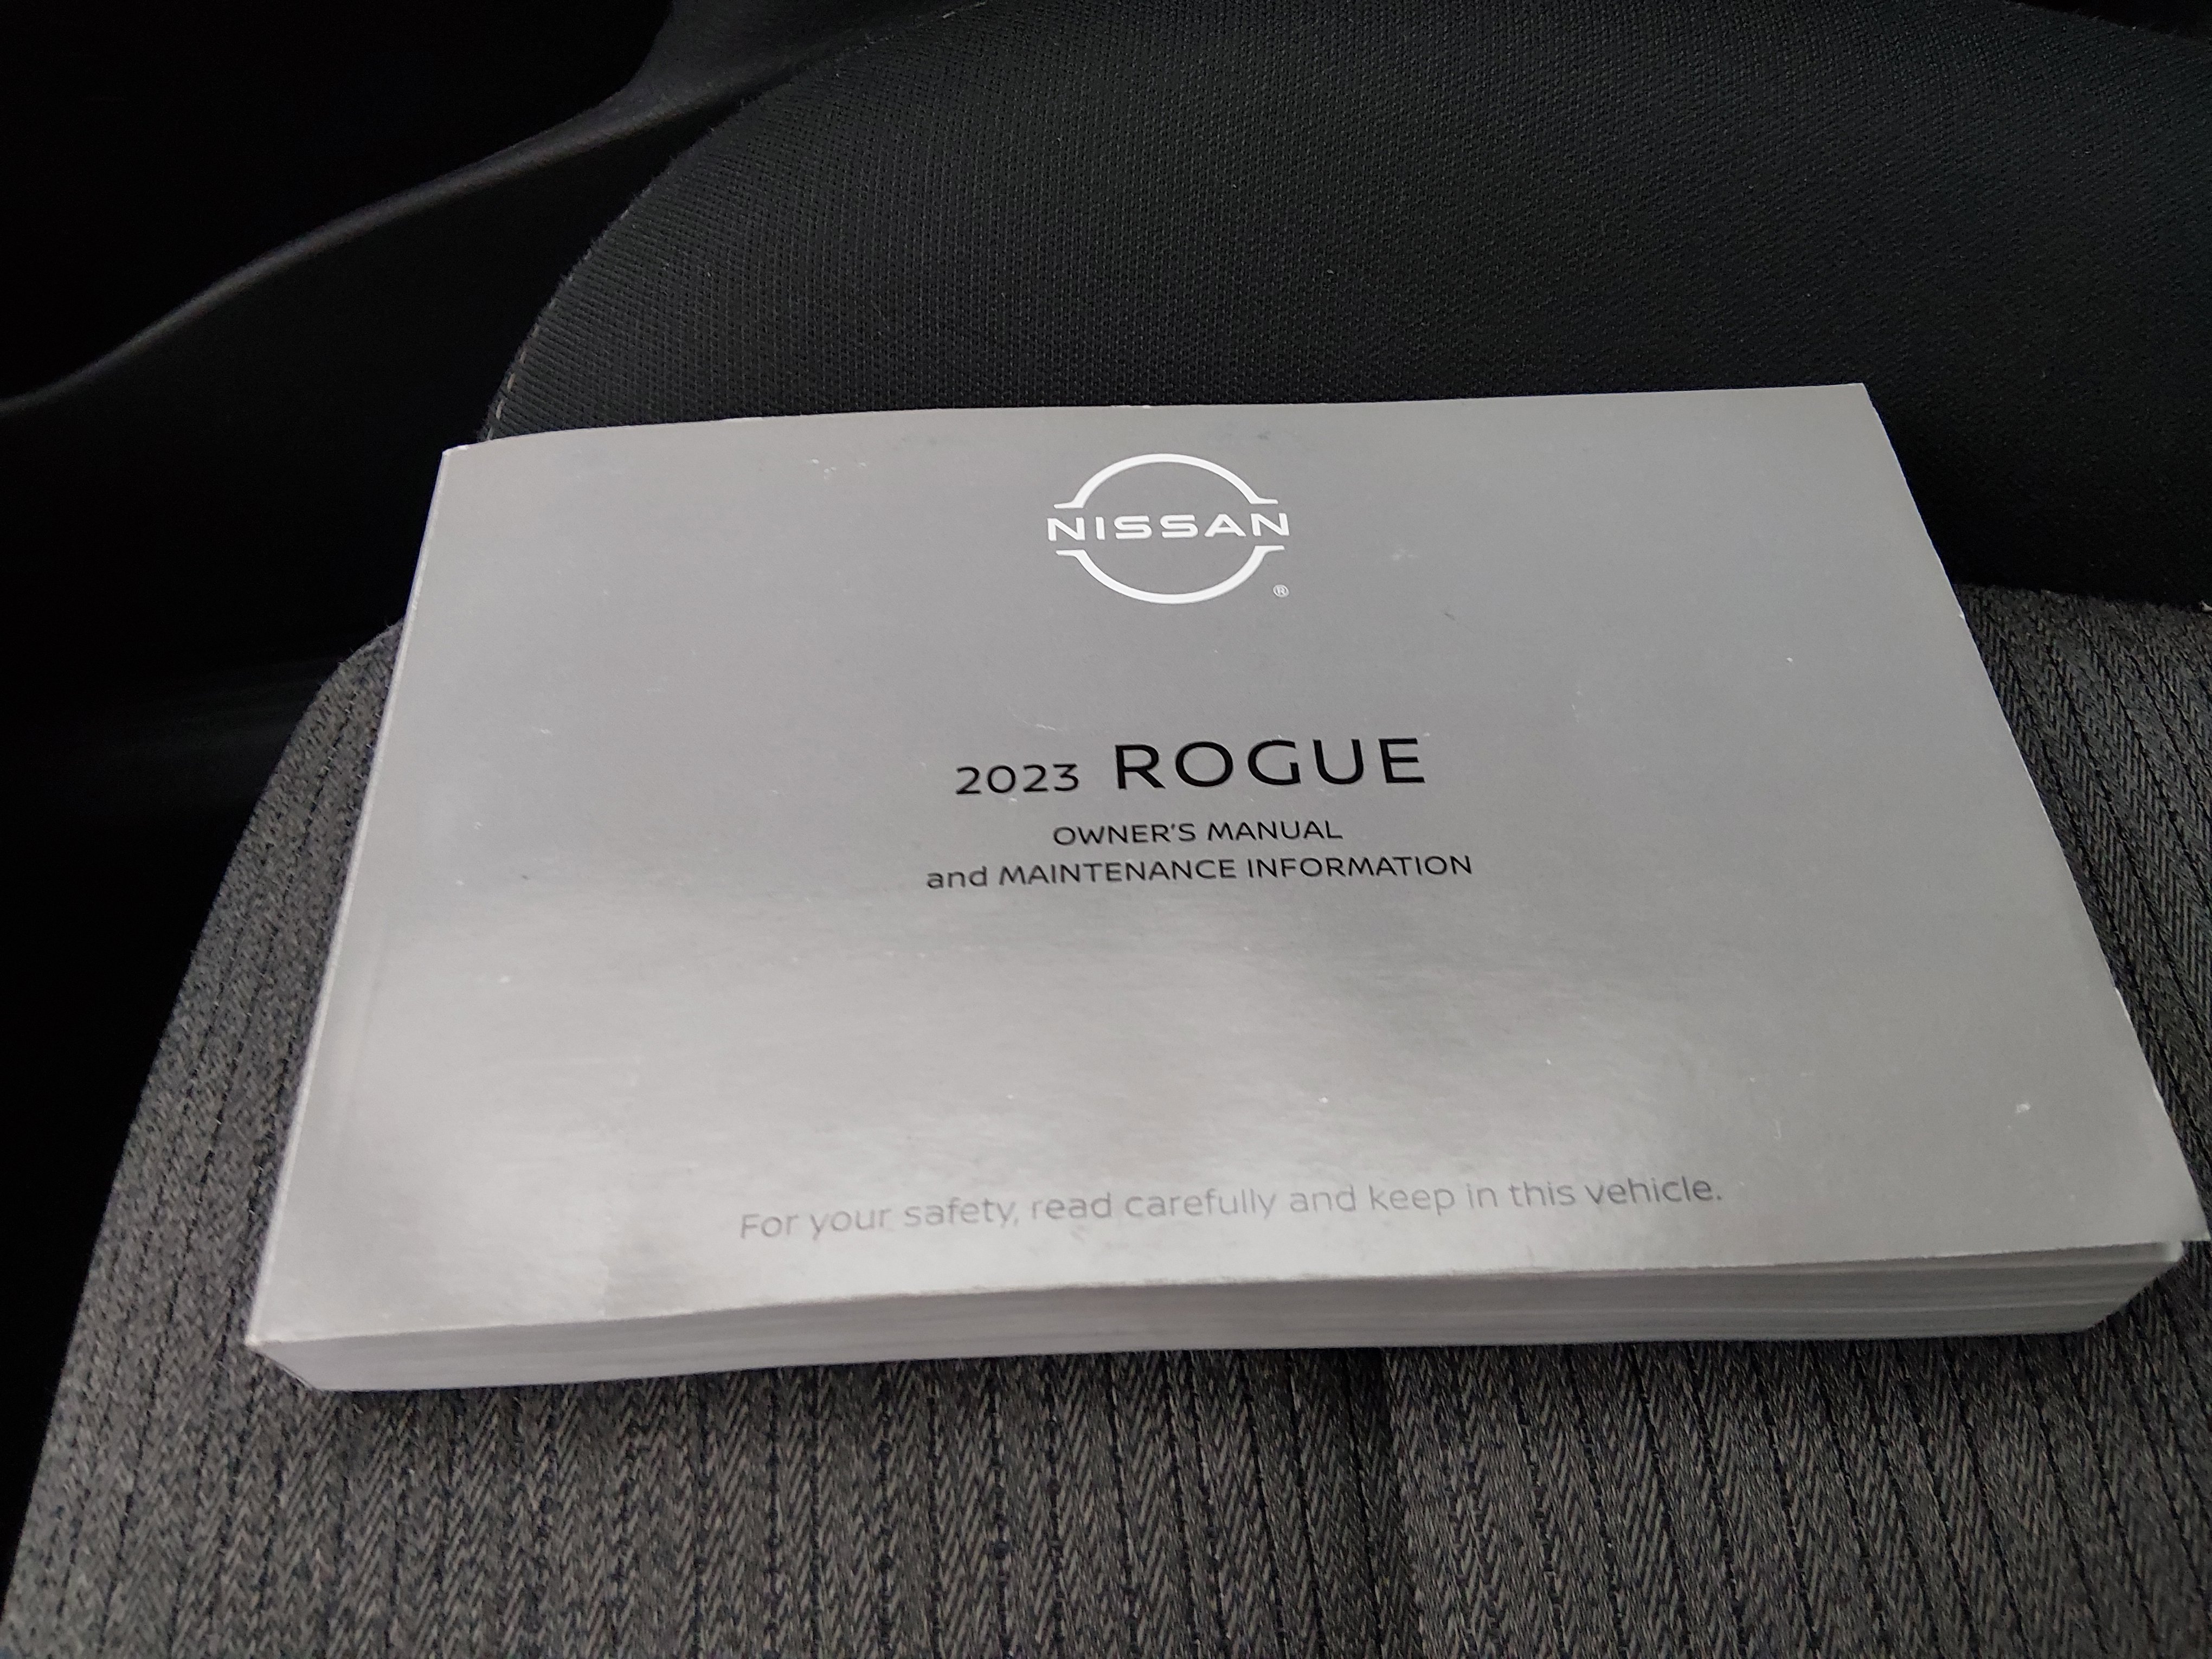 NISSAN
®
2023 ROGUE
OWNER'S MANUAL
and MAINTENANCE INFORMATION
For your safety, read carefully and keep in this vehicle.